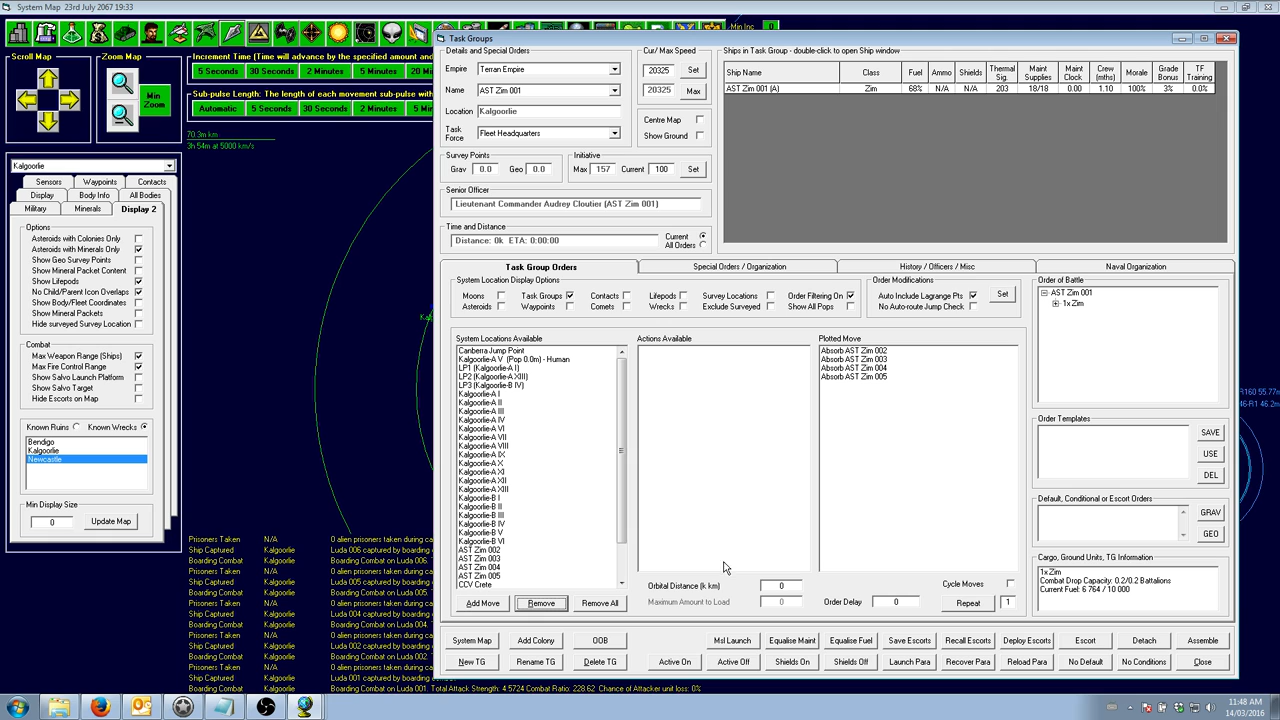 System Map  23rd July 2067 19:33
Scroll Map
Zoom Map
Min Zoom
Increment Time (Time will advance by the specified amount and
5 Seconds
30 Seconds
2 Minutes
5 Minutes
20 m
Sub-pulse Length: The length of each movement sub-pulse with
Automatic
5 Seconds
30 Seconds
2 Minutes
5 Min
70.3m km
3h 54m at 5000 km/s
Kalgoorlie
Sensors
Waypoints
Contacts
Display
Body Info
All Bodies
Military
Minerals
Display 2
Options
Asteroids with Colonies Only
Asteroids with Minerals Only
Show Geo Survey Points
Show Mineral Packet Content
Show Lifepods
No Child/Parent Icon Overlaps
Show Body/Fleet Coordinates
Show Mineral Packets
Hide surveyed Survey Location
Combat
Max Weapon Range (Ships)
Max Fire Control Range
Show Salvo Launch Platform
Show Salvo Target
Hide Escorts on Map
Known Ruins
Known Wrecks
Bendigo
Kalgoorlie
Newcastle
Min Display Size
0
Update Map
Prisoners Taken  N/A  0 alien prisoners taken during ca
Ship Captured  Kalgoorlie  Luda 006 captured by boarding
Boarding Combat  Kalgoorlie  Boarding Combat on Luda 006.
Prisoners Taken  N/A  0 alien prisoners taken during ca
Ship Captured  Kalgoorlie  Luda 005 captured by boarding
Boarding Combat  Kalgoorlie  Boarding Combat on Luda 005.
Prisoners Taken  N/A  0 alien prisoners taken during ca
Ship Captured  Kalgoorlie  Luda 004 captured by boarding
Boarding Combat  Kalgoorlie  Boarding Combat on Luda 004.
Prisoners Taken  N/A  0 alien prisoners taken during ca
Ship Captured  Kalgoorlie  Luda 002 captured by boarding
Boarding Combat  Kalgoorlie  Boarding Combat on Luda 002
Prisoners Taken  N/A  0 alien prisoners taken during ca
Ship Captured  Kalgoorlie  Luda 001 captured by boarding
Boarding Combat  Kalgoorlie  Boarding Combat on Luda 001. Total Attack Strength: 4.5724 Combat Ratio: 228.62. Chance of Attacker unit loss: 0%
Task Groups
Details and Special Orders
Empire
Terran Empire
Name
AST Zim 001
Location
Kalgoorlie
Task Force
Fleet Headquarters
Cur/ Max Speed
20325
Set
20325
Max
Centre Map
Show Ground
Survey Points
Grav
0.0
Geo
0.0
Initiative
Max
157
Current
100
Set
Senior Officer
Lieutenant Commander Audrey Cloutier (AST Zim 001)
Time and Distance
Distance: 0k  ETA: 0:00:00
Current
All Orders
Ships in Task Group - double-click to open Ship window
Ship Name  Class  Fuel  Ammo  Shields  Thermal Sig.  Maint Supplies  Maint Clock  Crew (mths)  Morale  Grade Bonus  TF Training
AST Zim 001 (A)  Zim  68%  N/A  N/A  203  18/18  0.00  1.10  100%  3%  0.0%
Task Group Orders
Special Orders / Organization
History / Officers / Misc
Naval Organization
System Location Display Options
Moons
Task Groups
Contacts
Lifepods
Survey Locations
Order Filtering On
Asteroids
Waypoints
Comets
Wrecks
Exclude Surveyed
Show All Pops
Order Modifications
Auto Include Lagrange Pts
Set
No Auto-route Jump Check
System Locations Available
Canberra Jump Point
Kalgoorlie-A V  (Pop 0.0m) - Human
LP1 (Kalgoorlie-A I)
LP2 (Kalgoorlie-A XIII)
LP3 (Kalgoorlie-B IV)
Kalgoorlie-A I
Kalgoorlie-A II
Kalgoorlie-A III
Kalgoorlie-A IV
Kalgoorlie-A VI
Kalgoorlie-A VII
Kalgoorlie-A VIII
Kalgoorlie-A IX
Kalgoorlie-A X
Kalgoorlie-A XI
Kalgoorlie-A XII
Kalgoorlie-A XIII
Kalgoorlie-B I
Kalgoorlie-B II
Kalgoorlie-B III
Kalgoorlie-B IV
Kalgoorlie-B V
Kalgoorlie-B VI
AST Zim 002
AST Zim 003
AST Zim 004
AST Zim 005
CCV Crete
Actions Available
Plotted Move
Absorb AST Zim 002
Absorb AST Zim 003
Absorb AST Zim 004
Absorb AST Zim 005
Orbital Distance (k km)
0
Cycle Moves
Add Move
Remove
Remove All
Maximum Amount to Load
0
Order Delay
0
Repeat
1
Order of Battle
AST Zim 001
1x Zim
Order Templates
SAVE
USE
DEL
Default, Conditional or Escort Orders
GRAV
GEO
Cargo, Ground Units, TG Information
1x Zim
Combat Drop Capacity: 0.2/0.2 Battalions
Current Fuel: 6 764 / 10 000
System Map
Add Colony
OOB
Msl Launch
Equalise Maint
Equalise Fuel
Save Escorts
Recall Escorts
Deploy Escorts
Escort
Detach
Assemble
New TG
Rename TG
Delete TG
Active On
Active Off
Shields On
Shields Off
Launch Para
Recover Para
Reload Para
No Default
No Conditions
Close
11:48 AM
14/03/2016